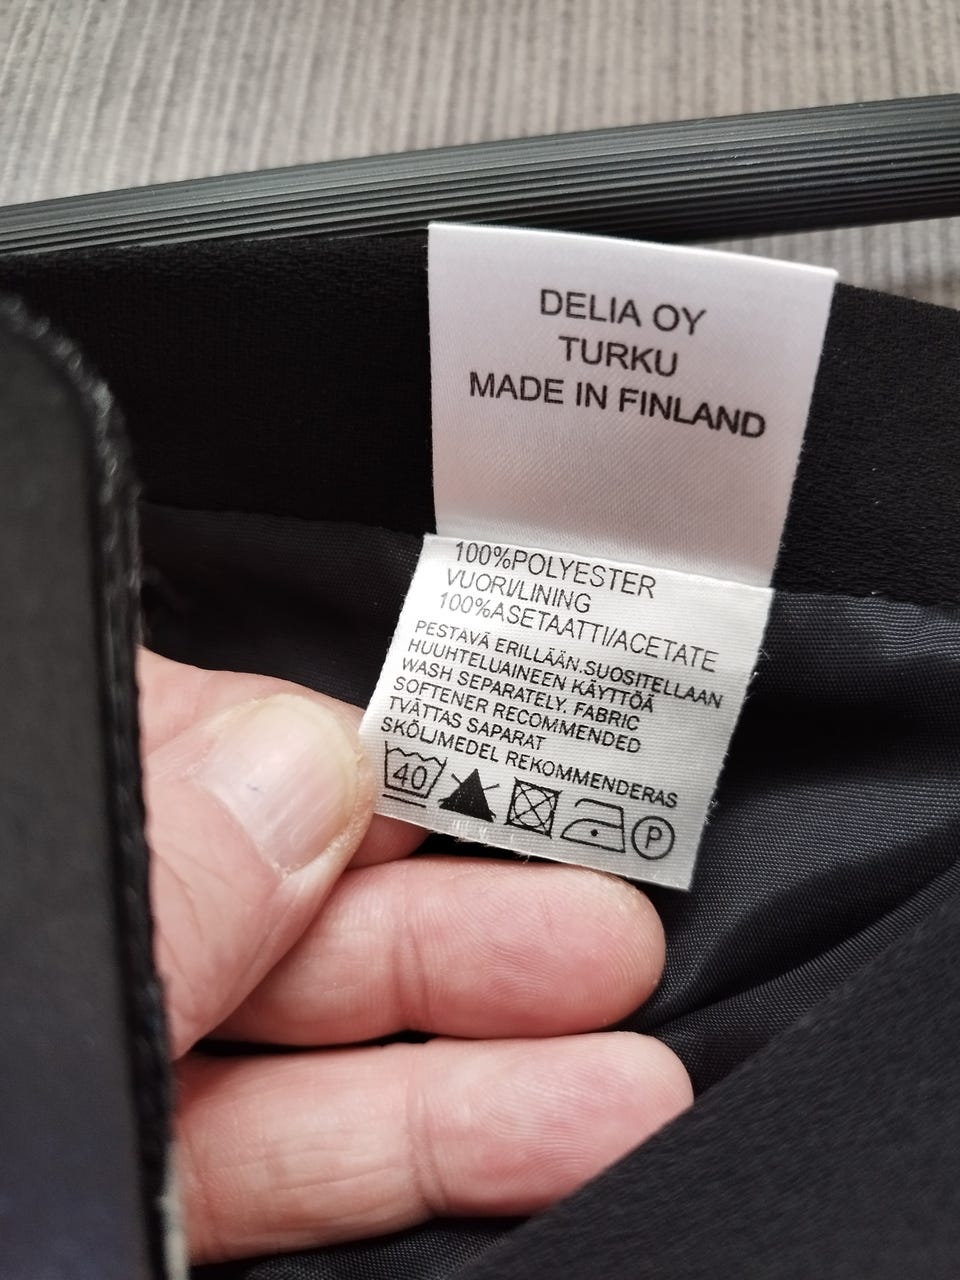 DELIA OY
TURKU
MADE IN FINLAND
100%POLYESTER
VUORI/LINING
100%ASETAATTI/ACETATE
PESTAVÄ ERILLÄÄN.SUOSITELLAAN
HUUHTELUAINEEN KÄYTTÖÄ
WASH SEPARATELY. FABRIC
SOFTENER RECOMMENDED
TVÄTTAS SAPARAT
SKÖLJMEDEL REKOMMENDERAS
40 P